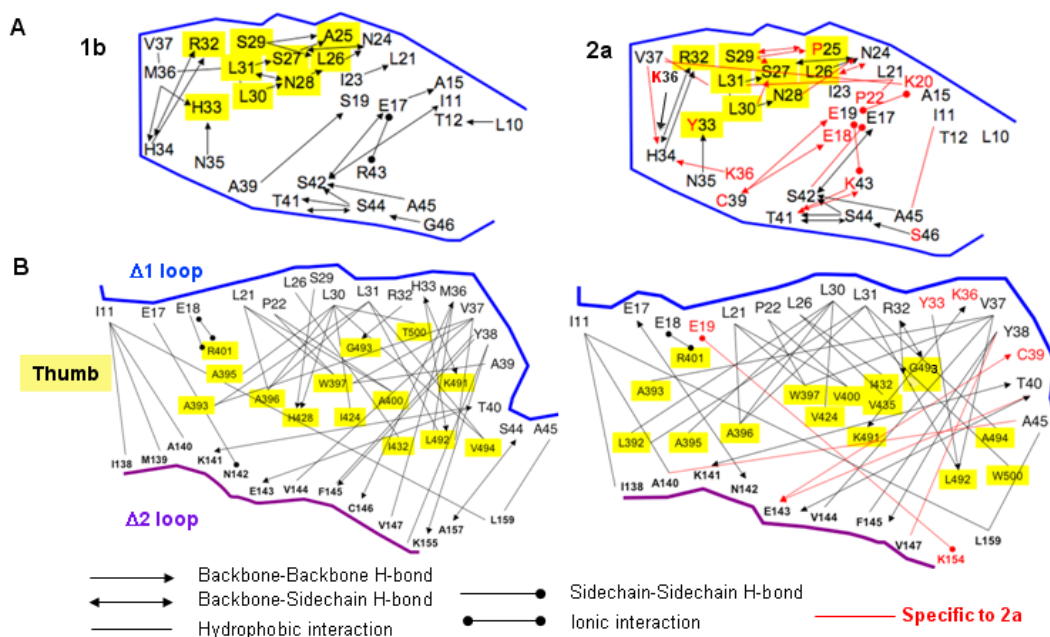 A
1b
V37 R32 S29 A25 N24
M36 L31 S27 L26 L21
L30 N28 I23
H33 S19 E17 A15
I11
T12 L10
H34 N35
R43
A39 S42
T41 S44 A45
G46
2a
V37 R32 S29 P25 N24
K36 L31 S27 L26 L21 K20
L30 N28 I23 P22 A15
Y33 E19 E17 I11
E18 T12 L10
H34
N35 K36
C39 S42 K43
T41 S44 A45
S46
B
Δ1 loop
Thumb
Δ2 loop
I11 E17 E18 L21 P22 L26 S29 L30 L31 R32 H33 M36
V37
Y38
T500
R401 G493
A39
A395 W397 K491
A393 A396 A400
H428 I424 T40
I432 L492 V494 S44 A45
I138 M139 A140 K141 N142
E143 V144 F145 C146 V147 K155 A157 L159
I11 E17 E18 E19 L21 P22 L26 L30 L31 R32 Y33 K36 V37
Y38
R401 C39
G493
A393 W397 V400 I432 T40
V424 V435
L392 A395 A396 K491 A494 A45
L492 W500
I138 A140 K141 N142
E143 V144 F145 V147 L159
K154
Backbone-Backbone H-bond
Backbone-Sidechain H-bond
Hydrophobic interaction
Sidechain-Sidechain H-bond
Ionic interaction
Specific to 2a